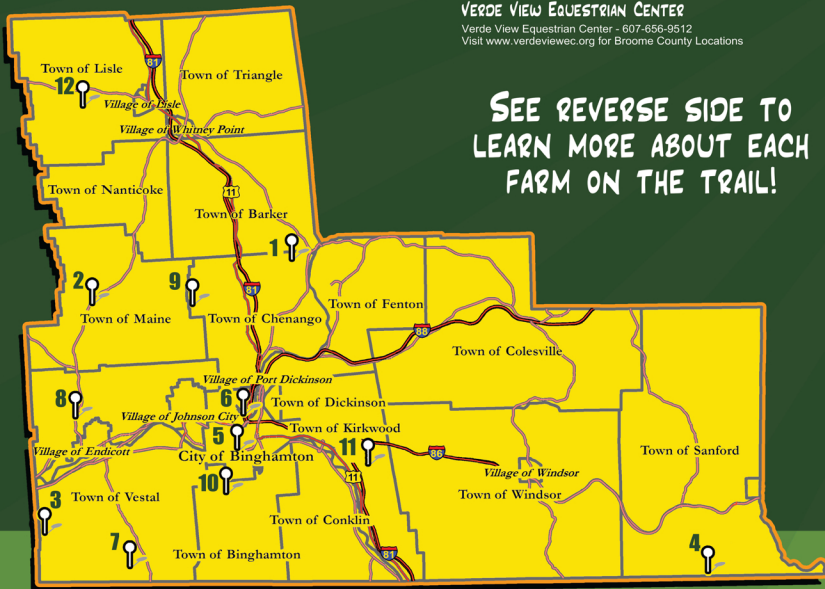 VERDE VIEW EQUESTRIAN CENTER
Verde View Equestrian Center - 607-656-9512
Visit www.verdeviewec.org for Broome County Locations
SEE REVERSE SIDE TO
LEARN MORE ABOUT EACH
FARM ON THE TRAIL!
81
Town of Lisle
Town of Triangle
12
Village of Lisle
Village of Whitney Point
Town of Nanticoke
11
Town of Barker
1
2
9
81
Town of Fenton
Town of Maine
Town of Chenango
88
Town of Colesville
Village of Port Dickinson
8
6
Town of Dickinson
Village of Johnson City
5
Town of Kirkwood
11
Village of Endicott
City of Binghamton
86
Town of Sanford
Village of Windsor
10
11
3
Town of Vestal
Town of Windsor
Town of Conklin
7
Town of Binghamton
81
4